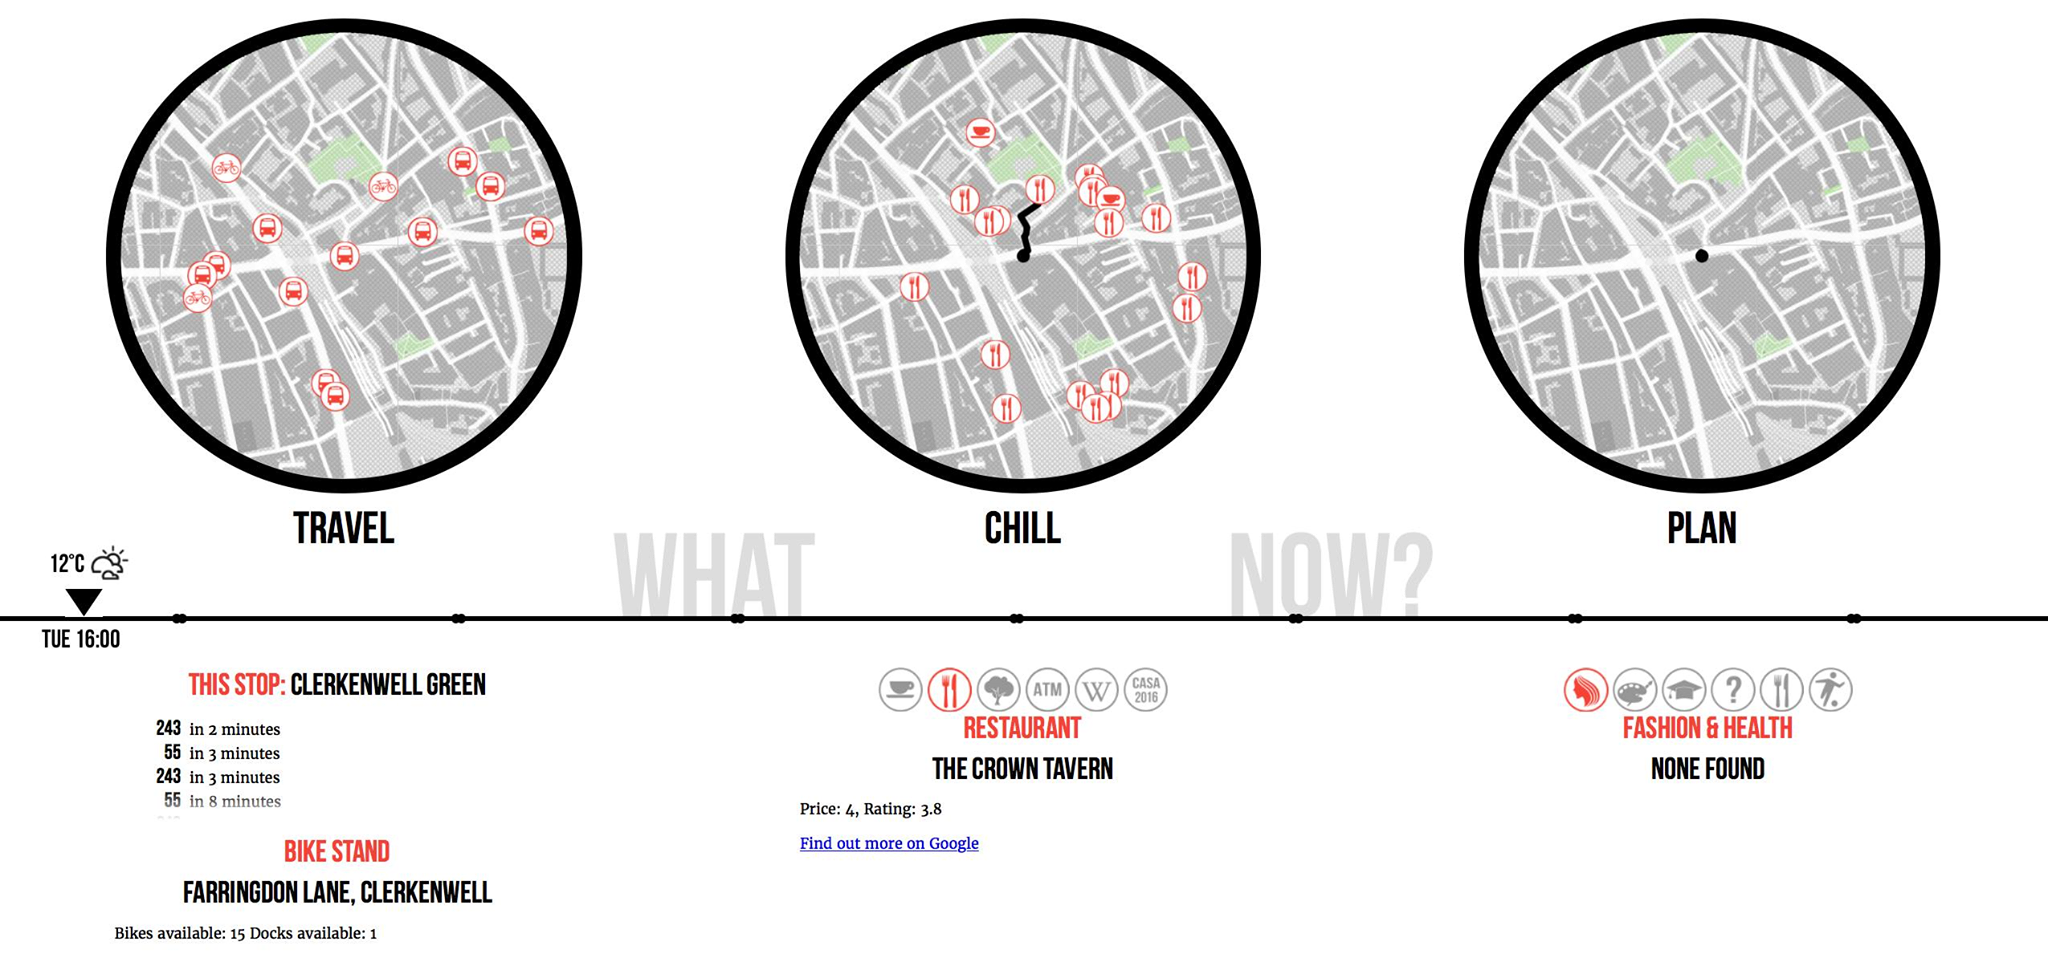 TRAVEL
CHILL
PLAN
WHAT
NOW?
12°C
TUE 16:00
THIS STOP: CLERKENWELL GREEN
243 in 2 minutes
55 in 3 minutes
243 in 3 minutes
55 in 8 minutes
BIKE STAND
FARRINGDON LANE, CLERKENWELL
Bikes available: 15 Docks available: 1
ATM
W
CASA
2016
RESTAURANT
THE CROWN TAVERN
Price: 4, Rating: 3.8
Find out more on Google
?
FASHION & HEALTH
NONE FOUND